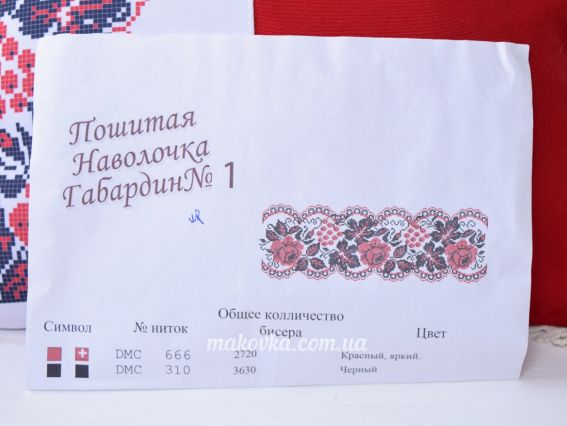 Пошитая
Наволочка
Габардин№ 1
Общее колличество
Символ № ниток бисера Цвет
makovka.com.ua
DMC 666 2720 Красный, яркий.
DMC 310 3630 Черный